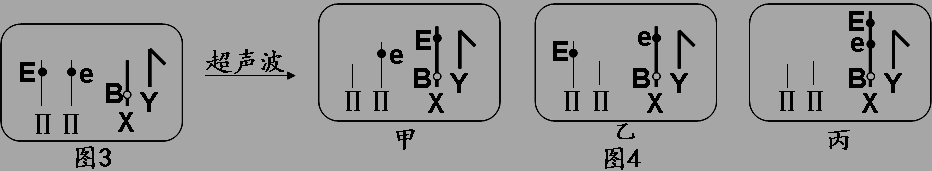 E e B Y
II II X
图3
超声波
E e B Y
II II X
甲
E e B Y
II II X
乙
图4
E
e
B Y
II II X
丙